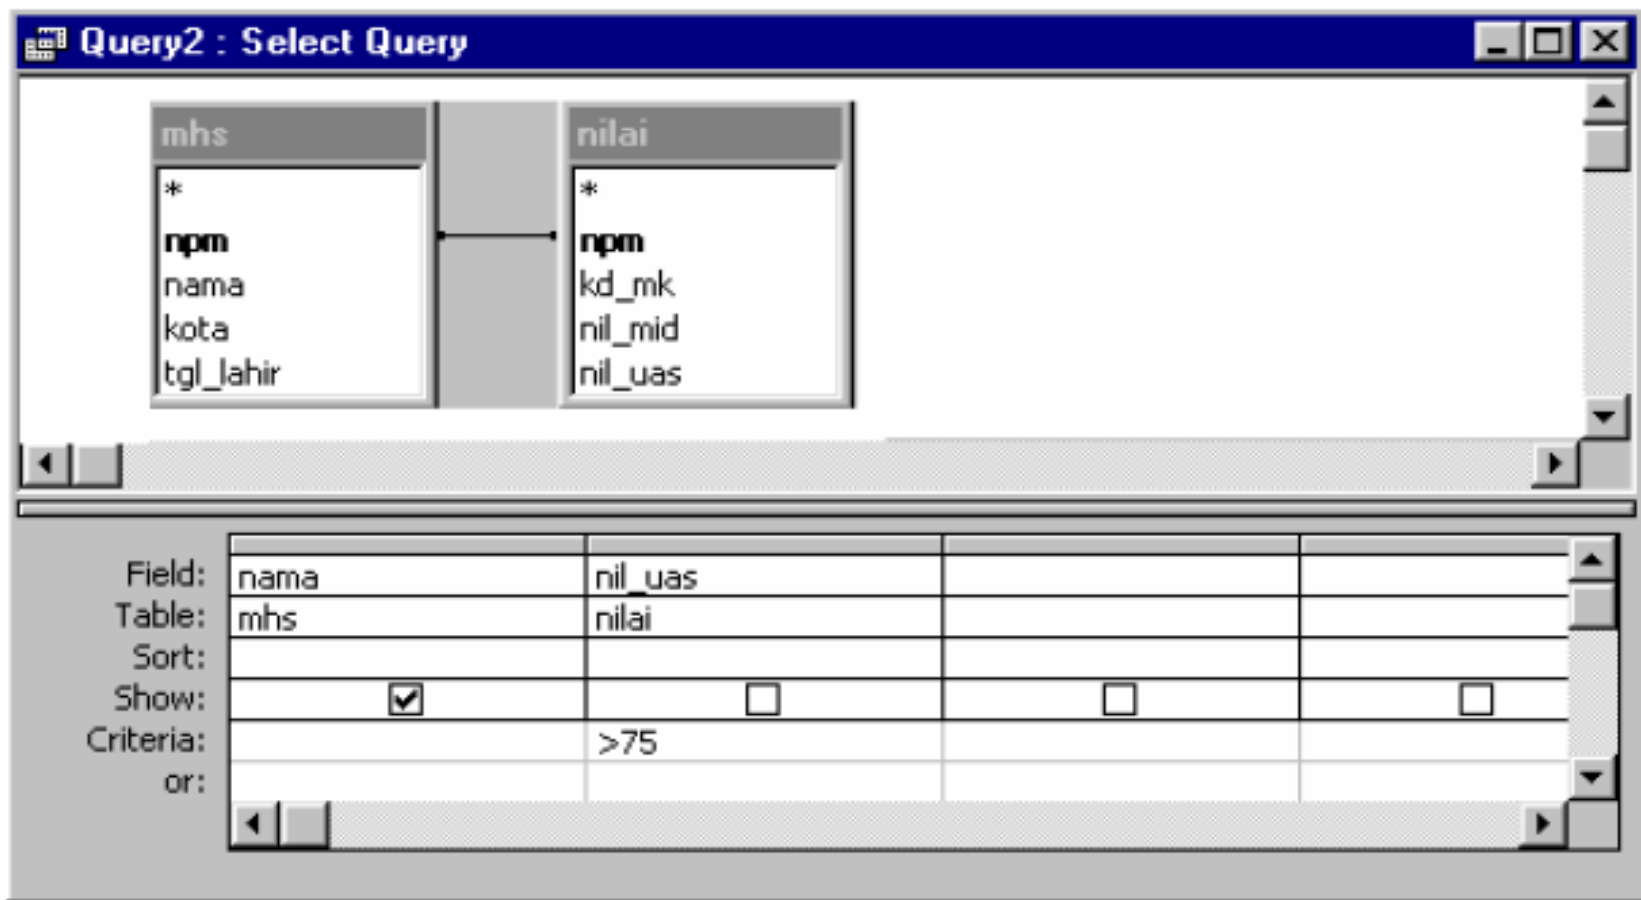 Query2 : Select Query
mhs
*
npm
nama
kota
tgl_lahir
nilai
*
npm
kd_mk
nil_mid
nil_uas
Field: nama nil_uas
Table: mhs nilai
Sort:
Show:
Criteria: >75
or: